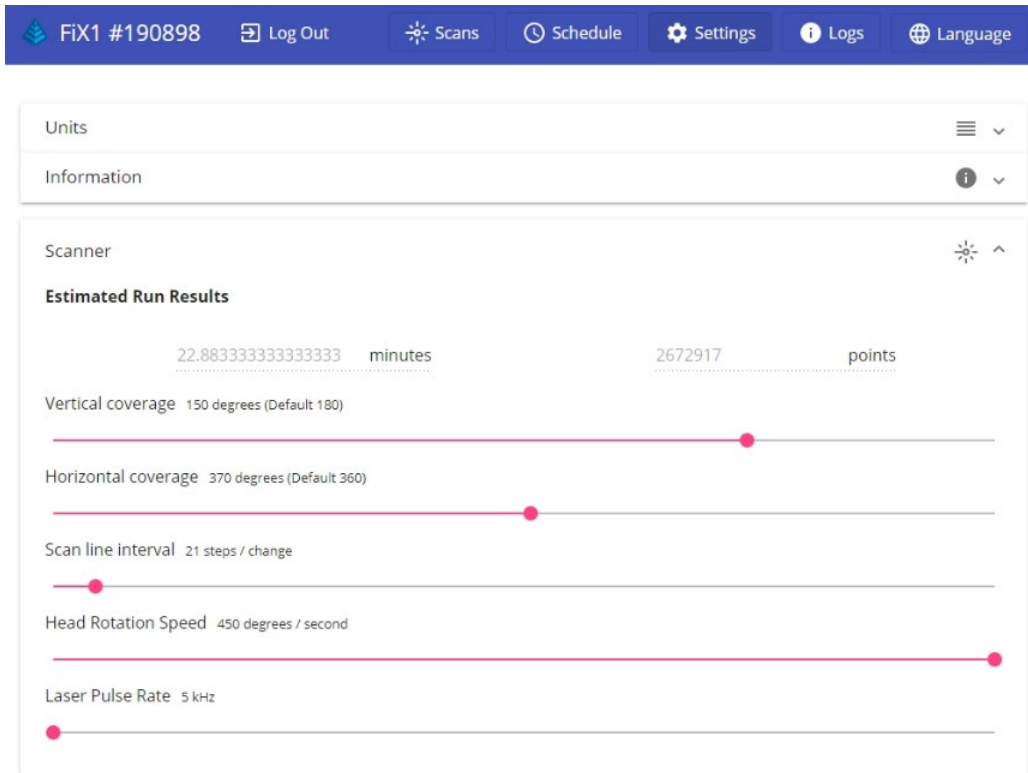 FiX1 #190898 Log Out Scans Schedule Settings Logs Language
Units
Information
Scanner
Estimated Run Results
22.883333333333333 minutes 2672917 points
Vertical coverage 150 degrees (Default 180)
Horizontal coverage 370 degrees (Default 360)
Scan line interval 21 steps / change
Head Rotation Speed 450 degrees / second
Laser Pulse Rate 5 kHz